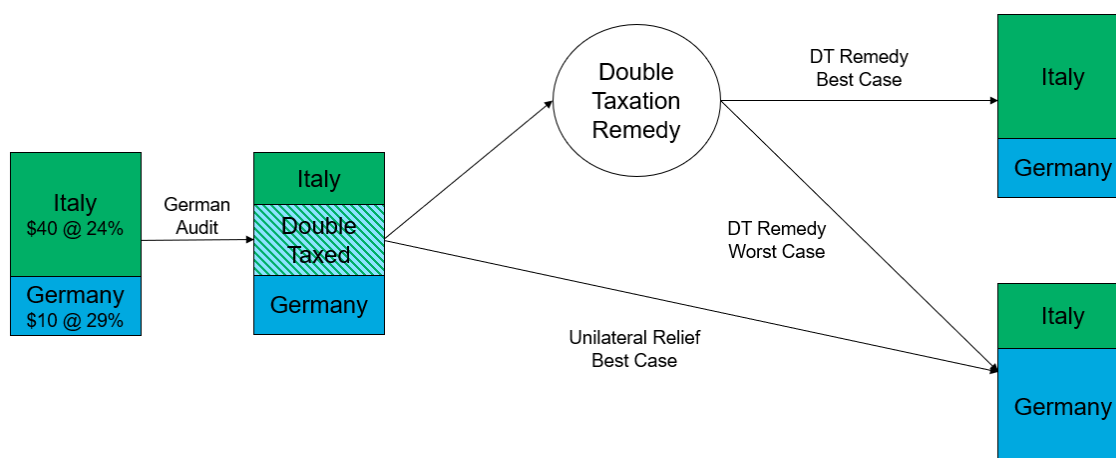 Italy
$40 @ 24%
Germany
$10 @ 29%
German
Audit
Italy
Double
Taxed
Germany
Double
Taxation
Remedy
DT Remedy
Best Case
DT Remedy
Worst Case
Unilateral Relief
Best Case
Italy
Germany
Italy
Germany